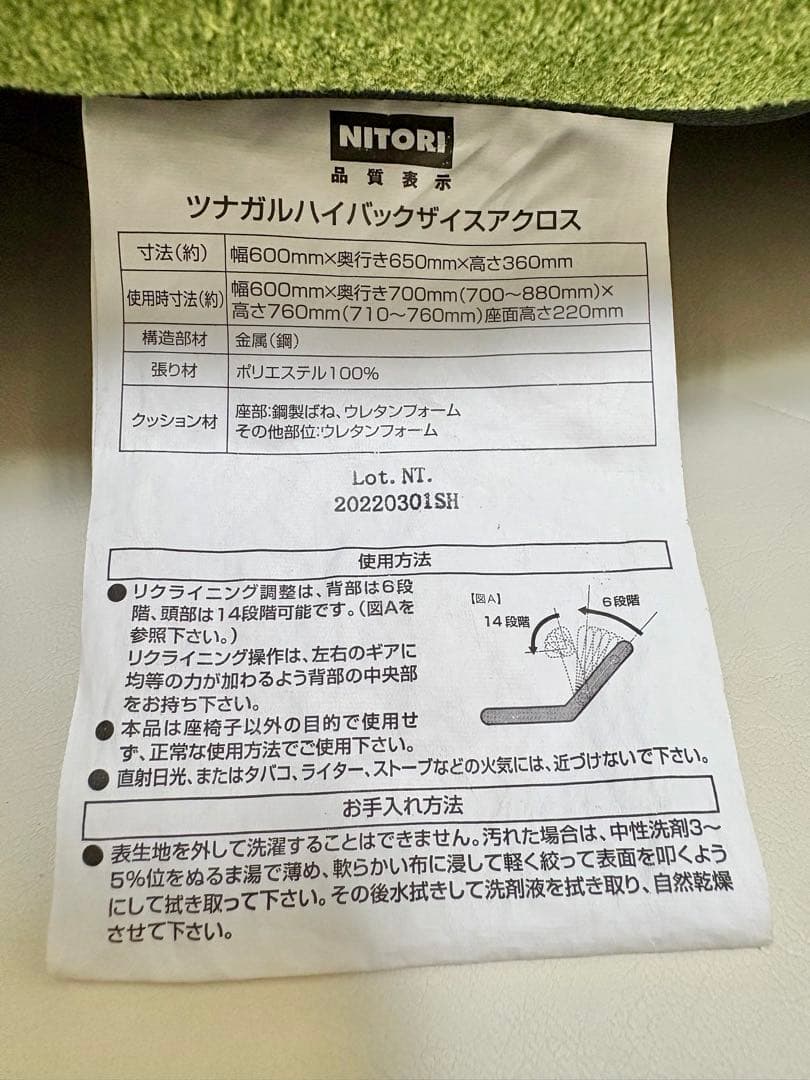 NITORI
品質表示
ツナガルハイバックザイスアクロス
寸法(約) 幅600mm×奥行き650mm×高さ360mm
使用時寸法(約) 幅600mm×奥行き700mm(700～880mm)×
高さ760mm(710～760mm)座面高さ220mm
構造部材 金属(鋼)
張り材 ポリエステル100%
クッション材 座部:鋼製ばね、ウレタンフォーム
その他部位:ウレタンフォーム
Lot. NT.
20220301SH
使用方法
● リクライニング調整は、背部は6段
階、頭部は14段階可能です。(図Aを
参照下さい。)
リクライニング操作は、左右のギアに
均等の力が加わるよう背部の中央部
をお持ち下さい。
● 本品は座椅子以外の目的で使用せ
ず、正常な使用方法でご使用下さい。
● 直射日光、またはタバコ、ライター、ストーブなどの火気には、近づけないで下さい。
【図A】
14段階
6段階
お手入れ方法
● 表生地を外して洗濯することはできません。汚れた場合は、中性洗剤3～
5%位をぬるま湯で薄め、軟らかい布に浸して軽く絞って表面を叩くよう
にして拭き取って下さい。その後水拭きして洗剤液を拭き取り、自然乾燥
させて下さい。